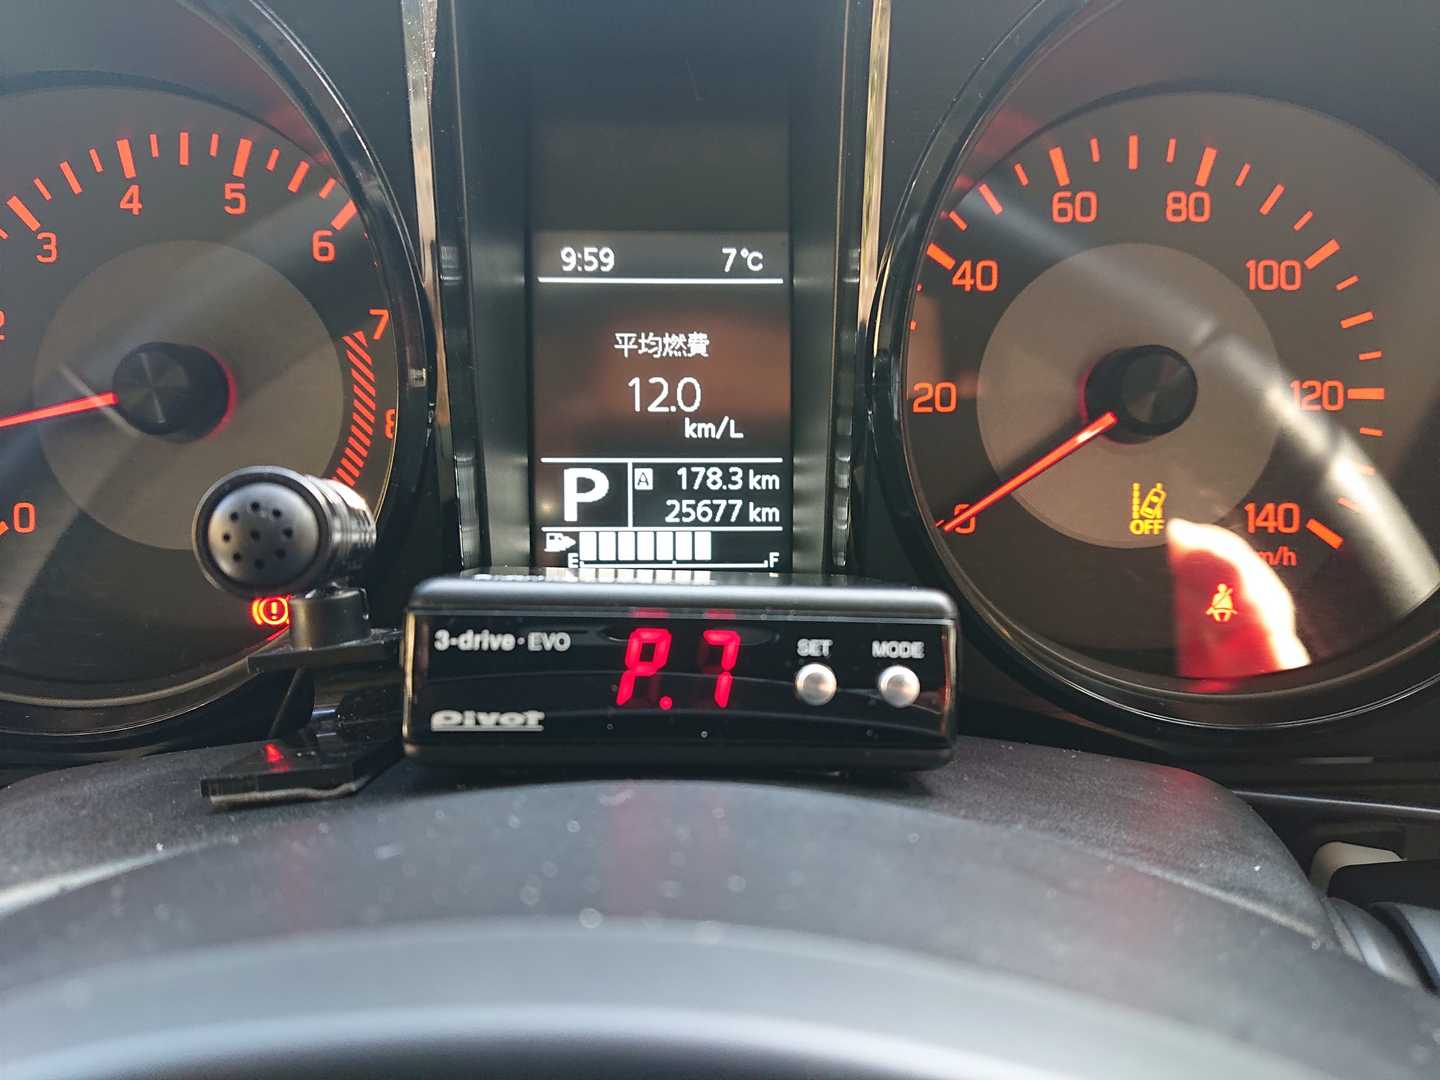 0
2
3
4
5
6
7
8
9:59 7℃
平均燃費
12.0
km/L
P A 178.3 km
25677 km
E F
0
20
40
60
80
100
120
140
km/h
OFF
3-drive・EVO P.7 SET MODE
Pivot